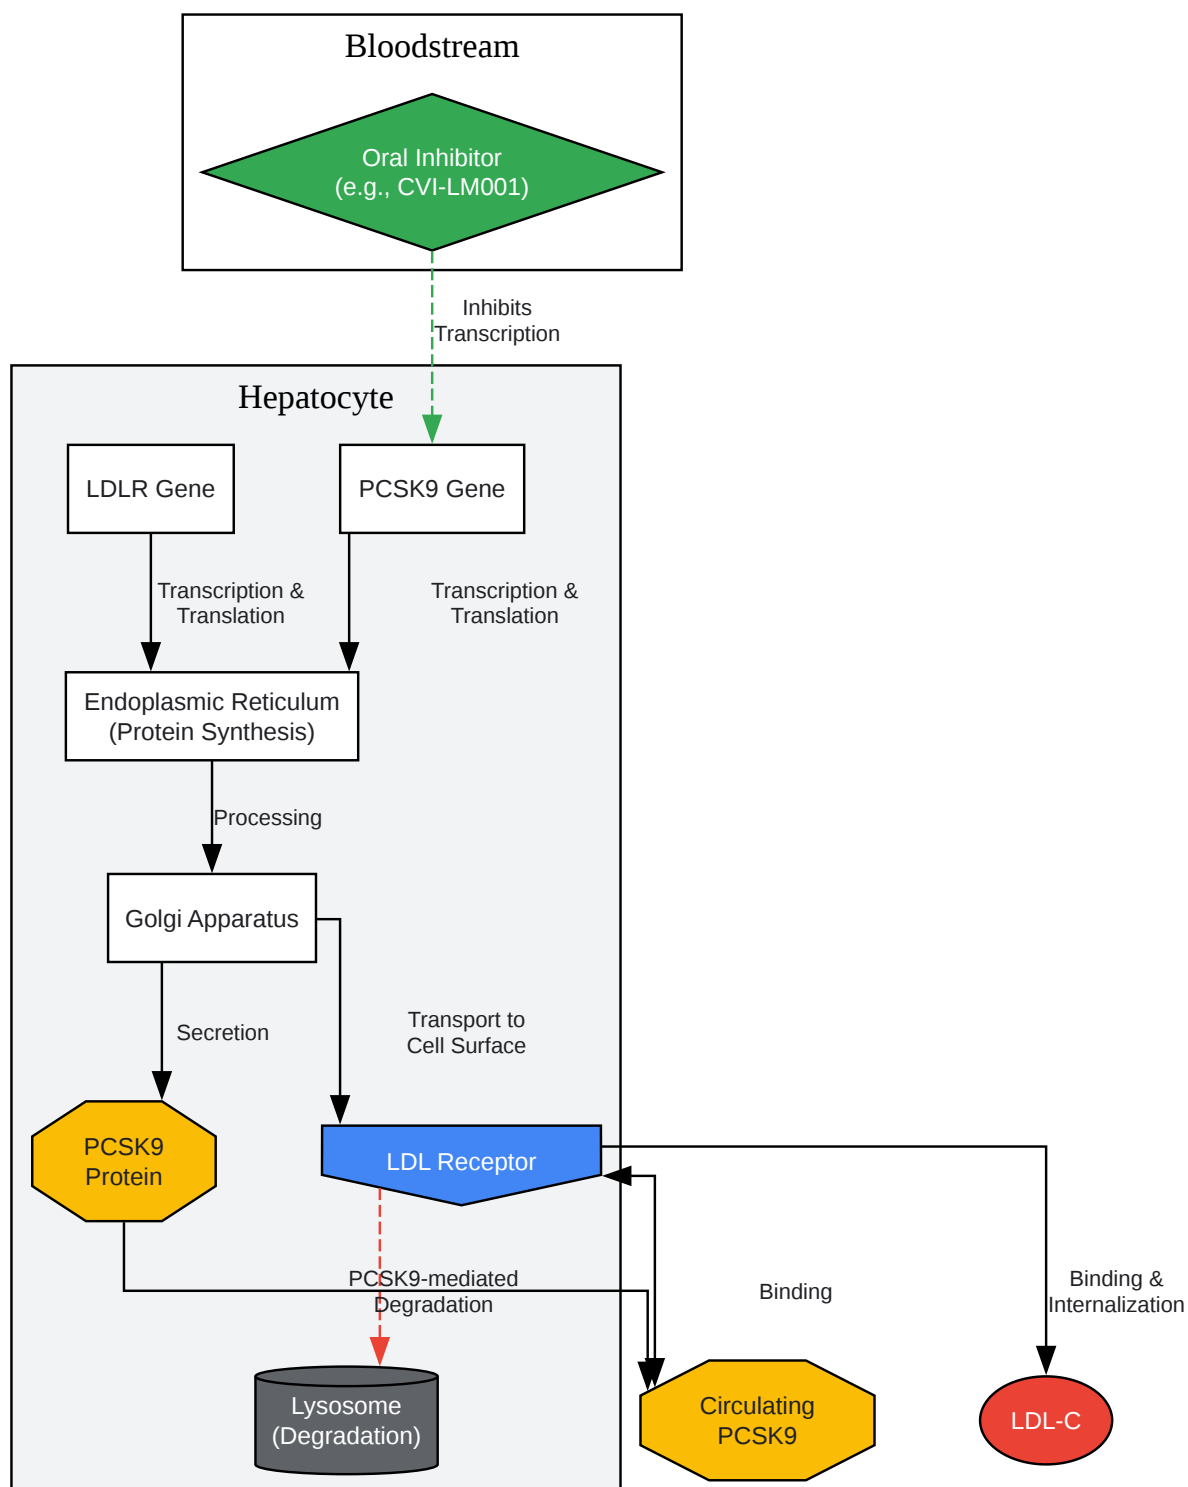 Bloodstream
Oral Inhibitor
(e.g., CVI-LM001)
Inhibits
Transcription
Hepatocyte
LDLR Gene
PCSK9 Gene
Transcription &
Translation
Transcription &
Translation
Endoplasmic Reticulum
(Protein Synthesis)
Processing
Golgi Apparatus
Secretion
Transport to
Cell Surface
PCSK9
Protein
LDL Receptor
PCSK9-mediated
Degradation
Binding
Binding &
Internalization
Lysosome
(Degradation)
Circulating
PCSK9
LDL-C